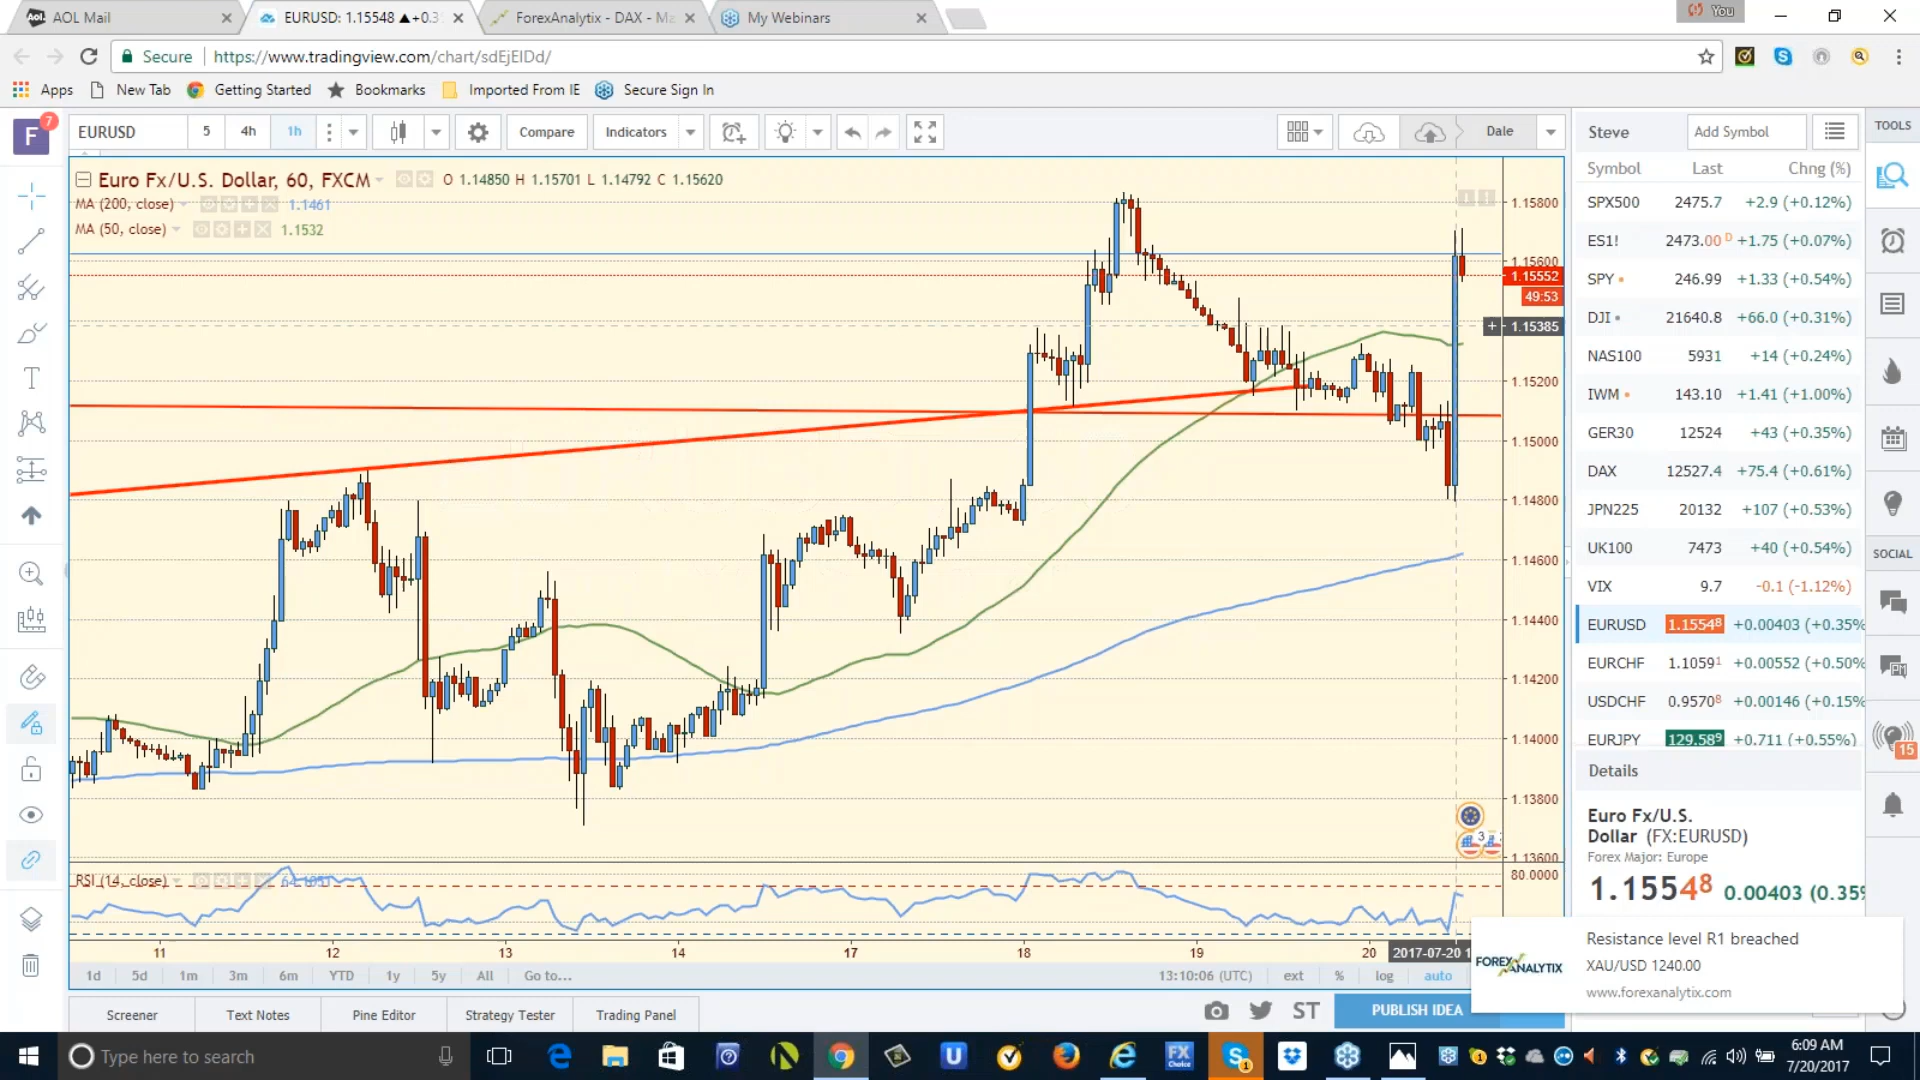 AOL Mail
EURUSD: 1.15548 ▲+0.3
ForexAnalytix - DAX - Mz
My Webinars
You
Secure
https://www.tradingview.com/chart/sdEjEIDd/
Apps
New Tab
Getting Started
Bookmarks
Imported From IE
Secure Sign In
F
7
EURUSD
5
4h
1h
Compare
Indicators
Date
Steve
Add Symbol
TOOLS
Euro Fx/U.S. Dollar, 60, FXCM
O 1.14850 H 1.15701 L 1.14792 C 1.15620
MA (200, close)
1.1461
MA (50, close)
1.1532
1.15800
1.15600
1.15552
49:53
+ 1.15385
1.15200
1.15000
1.14800
1.14600
1.14400
1.14200
1.14000
1.13800
1.13600
3
RSI (14, close)
80.0000
11
12
13
14
17
18
19
20
2017-07-20 1
1d
5d
1m
3m
6m
YTD
1y
5y
All
Go to...
13:10:06 (UTC)
ext
%
log
auto
Screener
Text Notes
Pine Editor
Strategy Tester
Trading Panel
ST
PUBLISH IDEA
Symbol Last Chng (%)
SPX500 2475.7 +2.9 (+0.12%)
ES1! 2473.00 D +1.75 (+0.07%)
SPY 246.99 +1.33 (+0.54%)
DJI 21640.8 +66.0 (+0.31%)
NAS100 5931 +14 (+0.24%)
IWM 143.10 +1.41 (+1.00%)
GER30 12524 +43 (+0.35%)
DAX 12527.4 +75.4 (+0.61%)
JPN225 20132 +107 (+0.53%)
UK100 7473 +40 (+0.54%)
VIX 9.7 -0.1 (-1.12%)
EURUSD 1.15548 +0.00403 (+0.35%
EURCHF 1.10591 +0.00552 (+0.50%
USDCHF 0.95708 +0.00146 (+0.15%
EURJPY 129.589 +0.711 (+0.55%)
SOCIAL
15
Details
Euro Fx/U.S.
Dollar (FX:EURUSD)
Forex Major: Europe
1.15548 0.00403 (0.35%
FOREXANALYTIX
Resistance level R1 breached
XAU/USD 1240.00
www.forexanalytix.com
Type here to search
FX
Choice
6:09 AM
7/20/2017